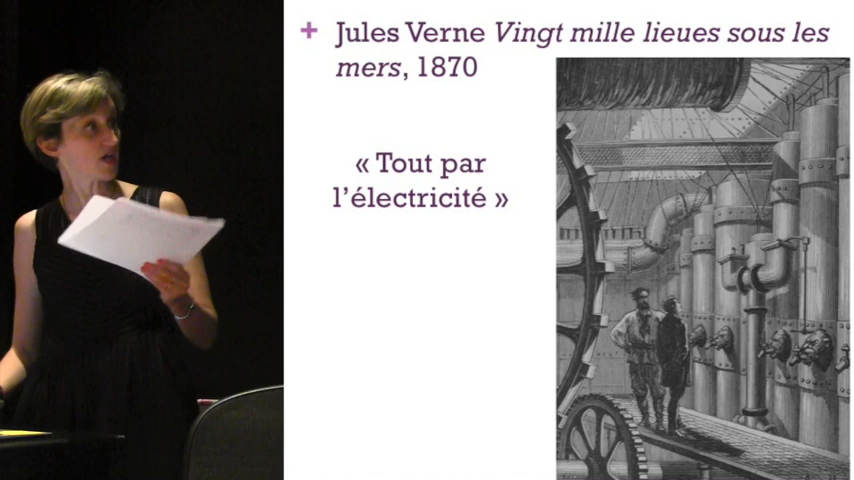 + Jules Verne Vingt mille lieues sous les
mers, 1870
« Tout par
l’électricité »